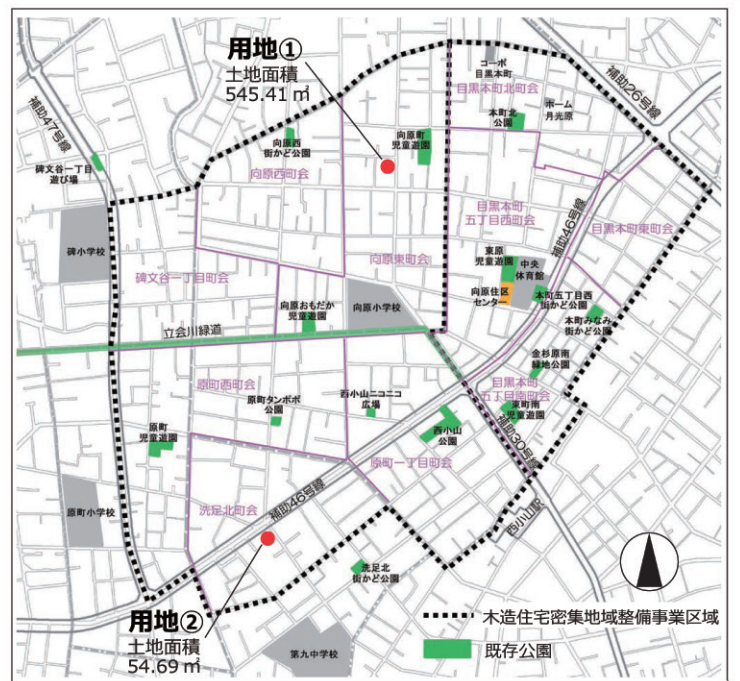 用地①
土地面積
545.41㎡
コーポ
目黒本町
目黒本町北町会
ホーム
月光原
本町北
公園
補助26号線
補助47号線
碑文谷一丁目
遊び場
向原西
街かど公園
向原町
児童遊園
向原西町会
目黒本町
五丁目西町会
補助46号線
目黒本町東町会
碑小学校
碑文谷一丁目町会
向原東町会
東原
児童遊園
中央
体育館
向原住区
センター
本町五丁目西
街かど公園
本町みなみ
街かど公園
向原おもだか
児童遊園
向原小学校
立会川緑道
金杉原南
緑地公園
原町西町会
西小山ニコニコ
広場
目黒本町
五丁目南町会
原町タンポポ
公園
東町南
児童遊園
原町
児童遊園
西小山
公園
補助30号線
原町一丁目町会
洗足北町会
補助46号線
西小山駅
原町小学校
洗足北
街かど公園
用地②
土地面積
54.69㎡
第九中学校
木造住宅密集地域整備事業区域
既存公園